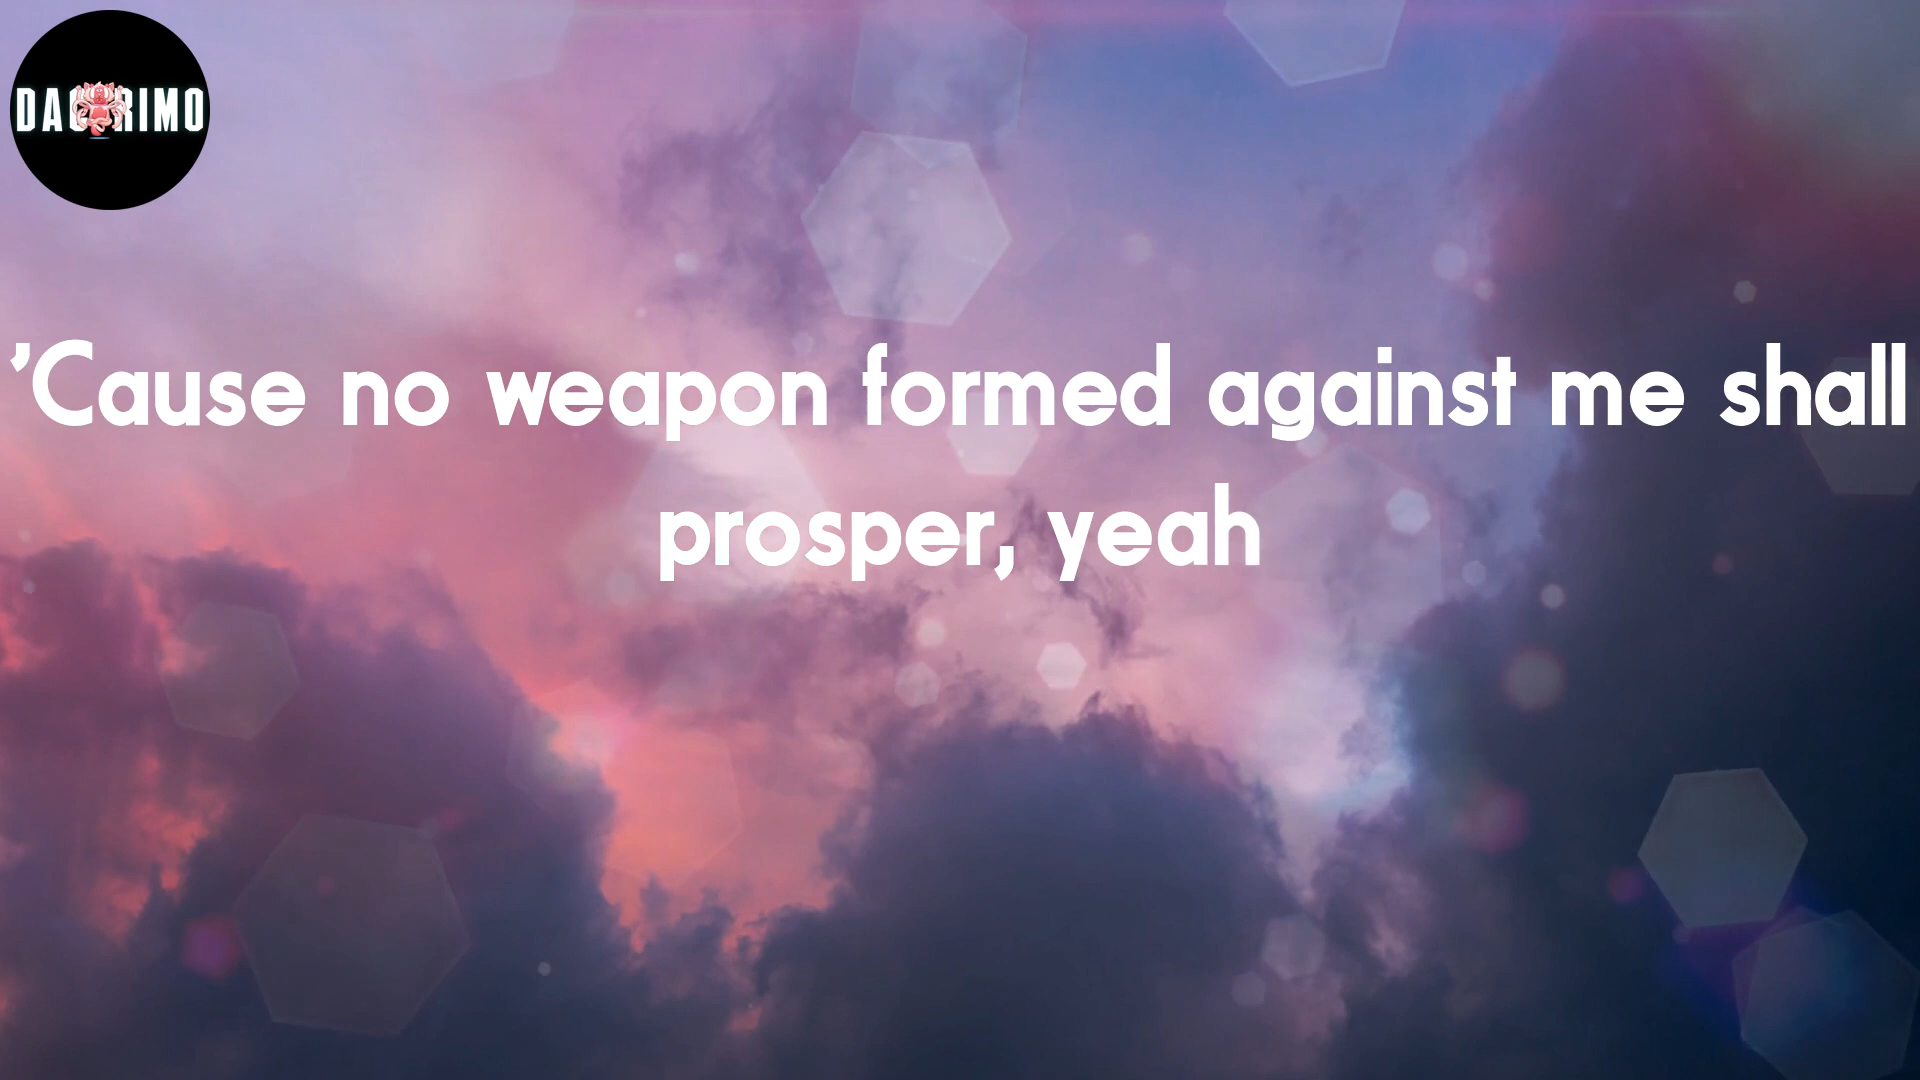 'Cause no weapon formed against me shall
prosper, yeah